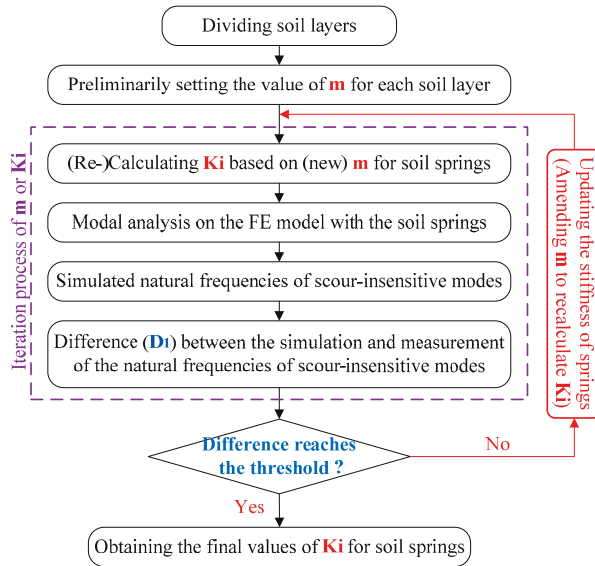 Dividing soil layers
Preliminarily setting the value of m for each soil layer
Iteration process of m or Ki
(Re-)Calculating Ki based on (new) m for soil springs
Modal analysis on the FE model with the soil springs
Simulated natural frequencies of scour-insensitive modes
Difference (D1) between the simulation and measurement
of the natural frequencies of scour-insensitive modes
Updating the stiffness of springs
(Amending m to recalculate Ki)
Difference reaches
the threshold ?
No
Yes
Obtaining the final values of Ki for soil springs